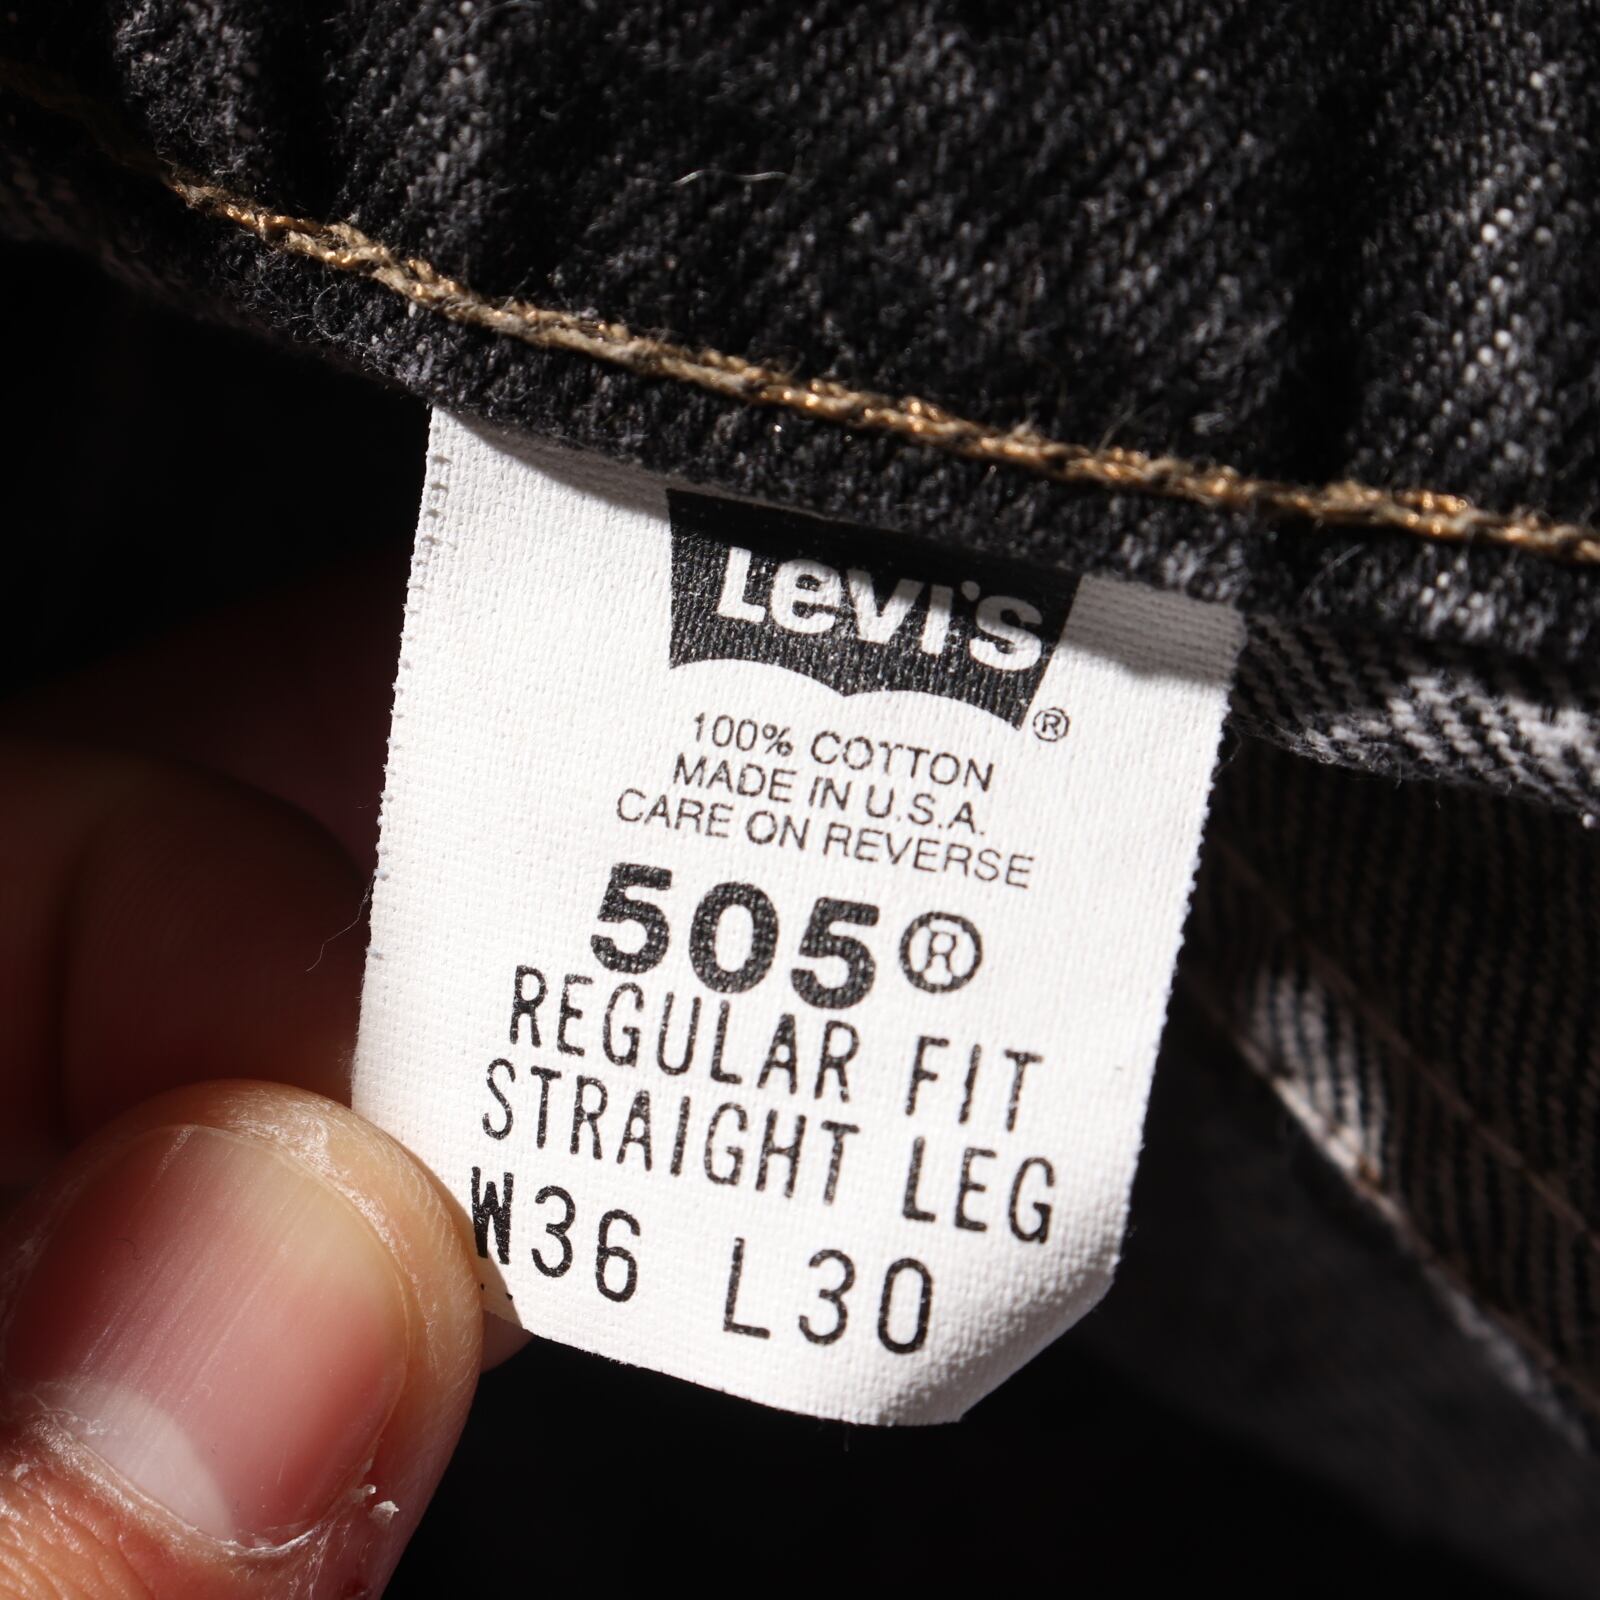 Levi's
®
100% COTTON
MADE IN U.S.A.
CARE ON REVERSE
505®
REGULAR FIT
STRAIGHT LEG
W36 L30